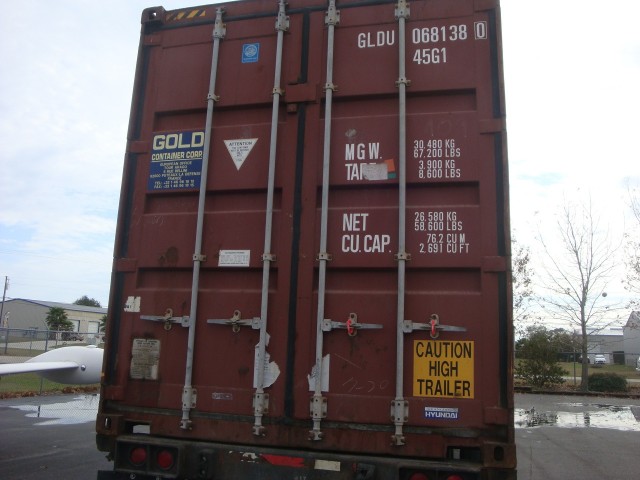 GLDU 068138 0
45G1
GOLD
CONTAINER CORP.
ATTENTION
M.G.W. 30.480 KG
67.200 LBS
3.900 KG
8.600 LBS
NET 26.580 KG
58.600 LBS
CU.CAP. 76.2 CU M
2.691 CU FT
CAUTION
HIGH
TRAILER
HYUNDAI